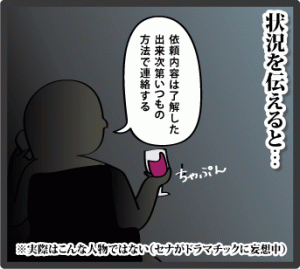 状況を伝えると…
依頼内容は了解した
出来次第いつもの
方法で連絡する
ちゃぷん
※実際はこんな人物ではない(セナがドラマチックに妄想中)